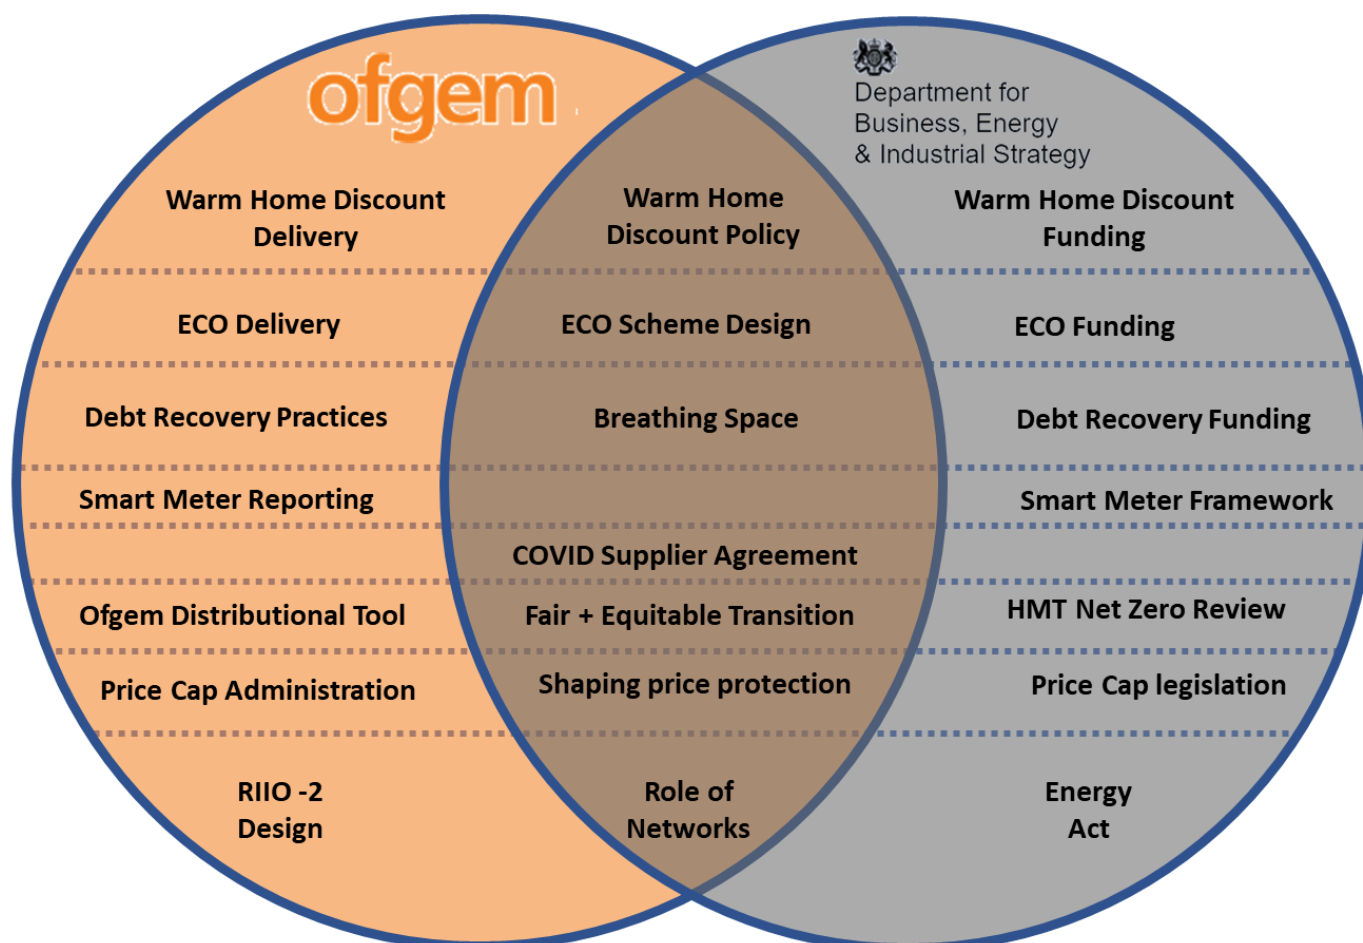 ofgem
Department for
Business, Energy
& Industrial Strategy
Warm Home Discount
Delivery
Warm Home
Discount Policy
Warm Home Discount
Funding
ECO Delivery
ECO Scheme Design
ECO Funding
Debt Recovery Practices
Breathing Space
Debt Recovery Funding
Smart Meter Reporting
Smart Meter Framework
COVID Supplier Agreement
Ofgem Distributional Tool
Fair + Equitable Transition
HMT Net Zero Review
Price Cap Administration
Shaping price protection
Price Cap legislation
RIIO -2
Design
Role of
Networks
Energy
Act